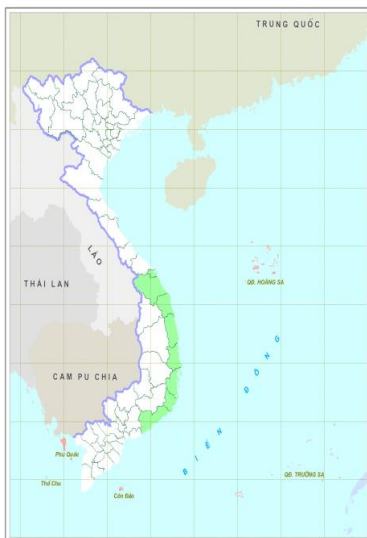 TRUNG QUỐC
LÀO
QĐ. HOÀNG SA
THÁI LAN
CAM PU CHIA
BIỂN ĐÔNG
Phú Quốc
QĐ. TRƯỜNG SA
Thổ Chu
Côn Đảo